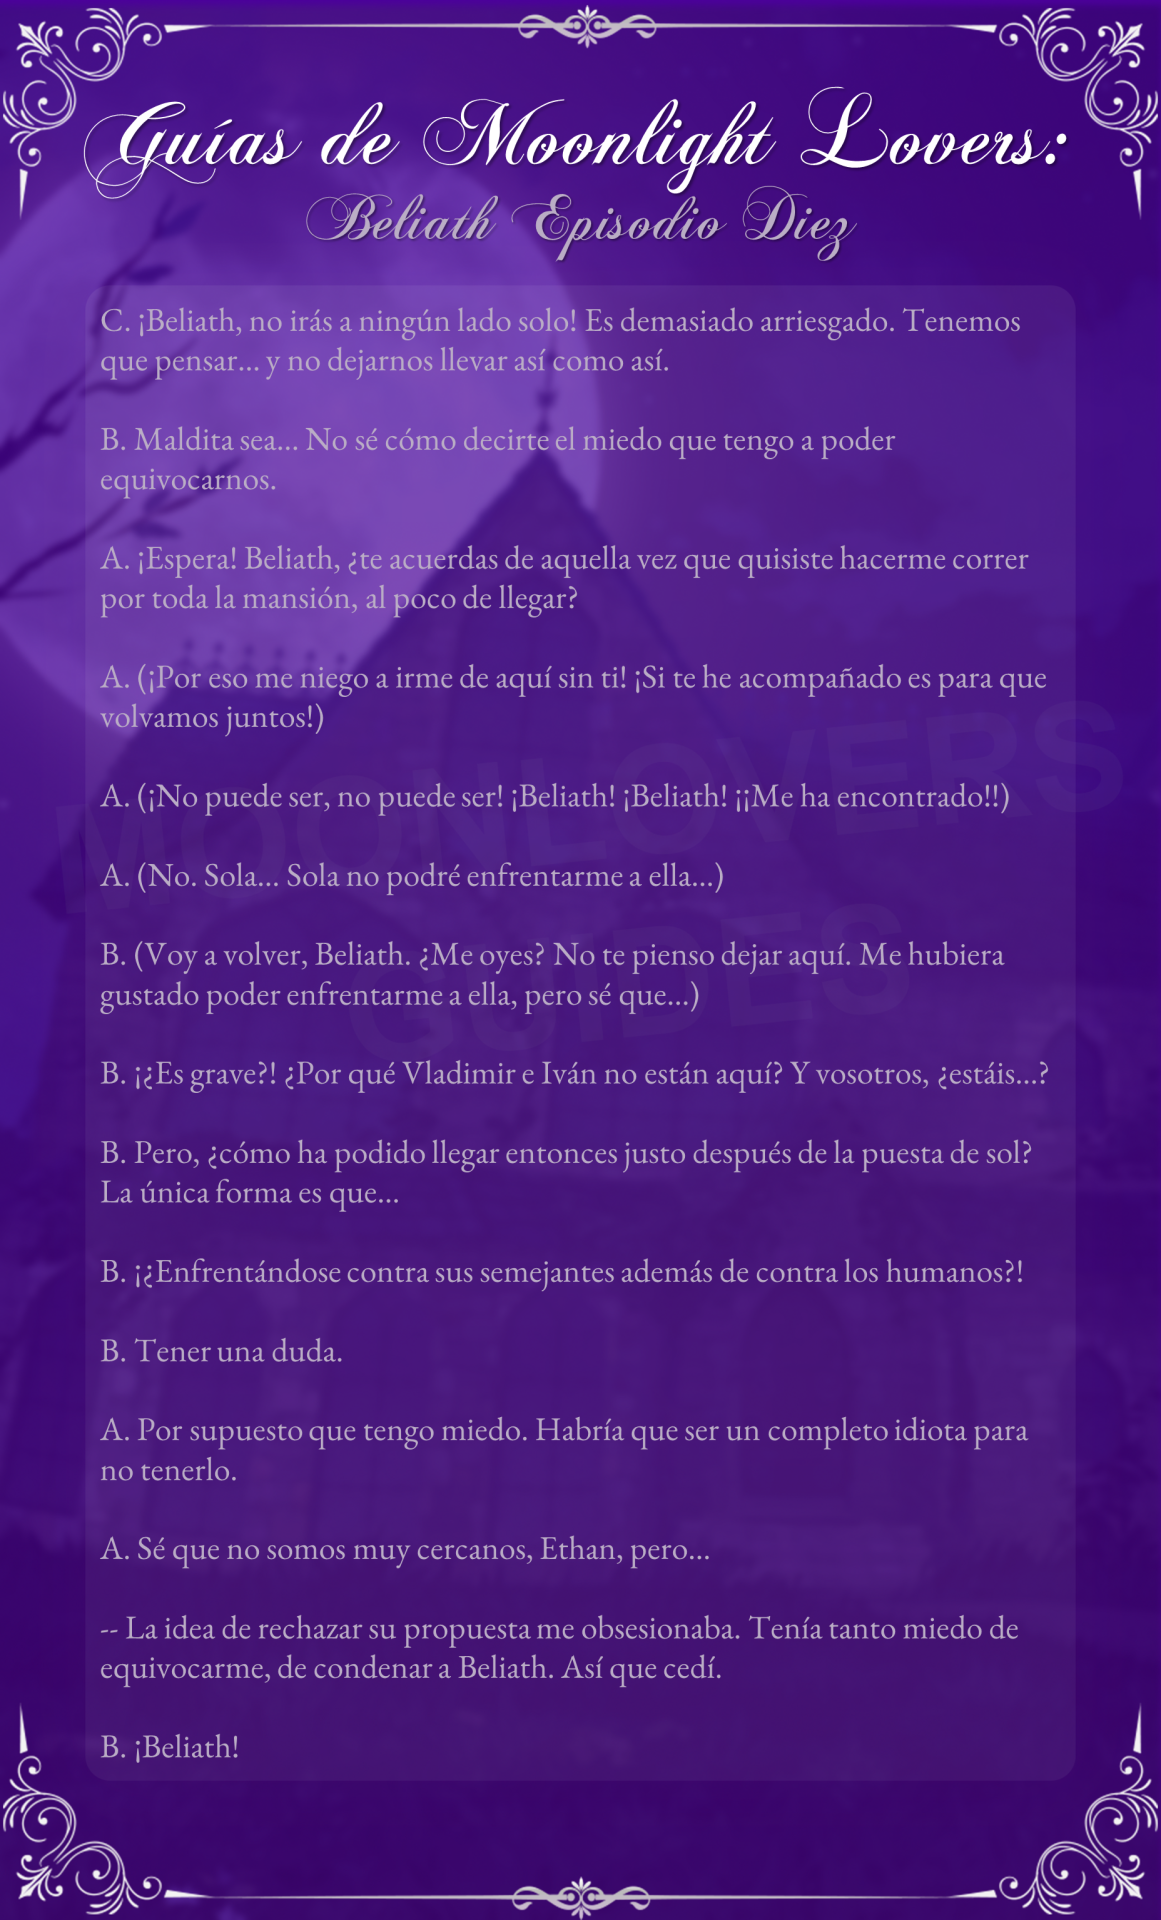 Guías de Moonlight Lovers:
Beliath Episodio Diez
C. ¡Beliath, no irás a ningún lado solo! Es demasiado arriesgado. Tenemos
que pensar... y no dejarnos llevar así como así.
B. Maldita sea... No sé cómo decirte el miedo que tengo a poder
equivocarnos.
A. ¡Espera! Beliath, ¿te acuerdas de aquella vez que quisiste hacerme correr
por toda la mansión, al poco de llegar?
A. (¡Por eso me niego a irme de aquí sin ti! ¡Si te he acompañado es para que
volvamos juntos!)
A. (¡No puede ser, no puede ser! ¡Beliath! ¡Beliath! ¡¡Me ha encontrado!!)
A. (No. Sola... Sola no podré enfrentarme a ella...)
B. (Voy a volver, Beliath. ¿Me oyes? No te pienso dejar aquí. Me hubiera
gustado poder enfrentarme a ella, pero sé que...)
B. ¡¿Es grave?! ¿Por qué Vladimir e Iván no están aquí? Y vosotros, ¿estáis...?
B. Pero, ¿cómo ha podido llegar entonces justo después de la puesta de sol?
La única forma es que...
B. ¡¿Enfrentándose contra sus semejantes además de contra los humanos?!
B. Tener una duda.
A. Por supuesto que tengo miedo. Habría que ser un completo idiota para
no tenerlo.
A. Sé que no somos muy cercanos, Ethan, pero...
-- La idea de rechazar su propuesta me obsesionaba. Tenía tanto miedo de
equivocarme, de condenar a Beliath. Así que cedí.
B. ¡Beliath!
MOONLOVERS
GUIDES